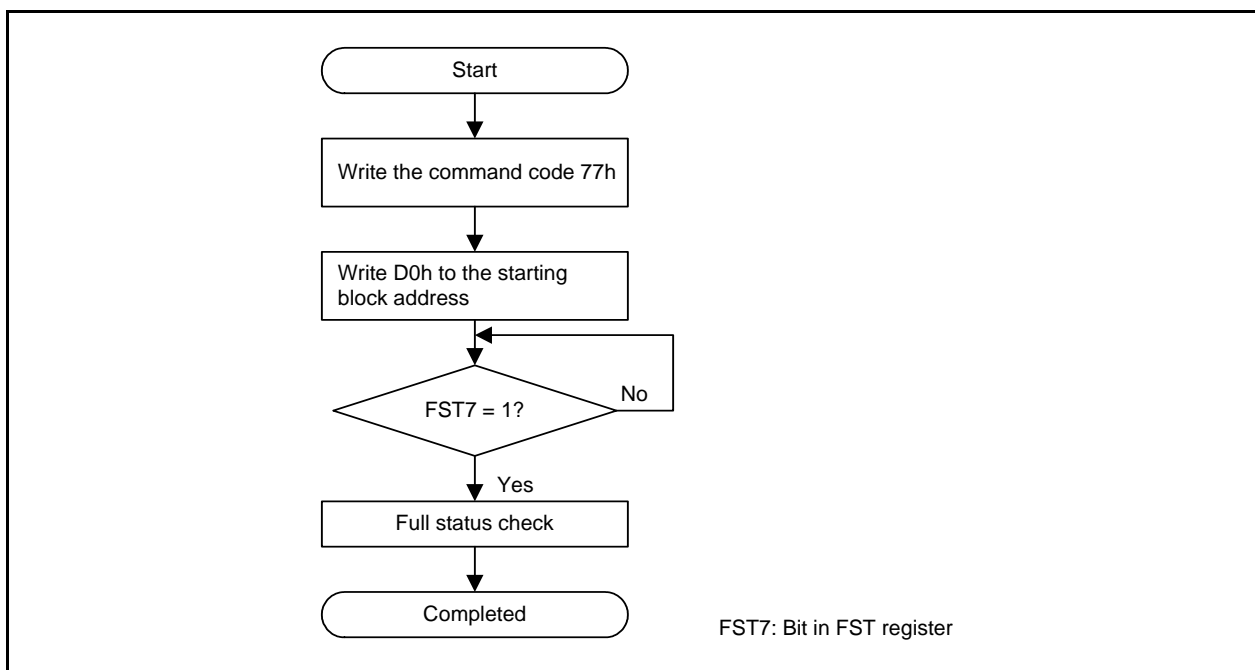 Start
Write the command code 77h
Write D0h to the starting
block address
FST7 = 1?
No
Yes
Full status check
Completed
FST7: Bit in FST register